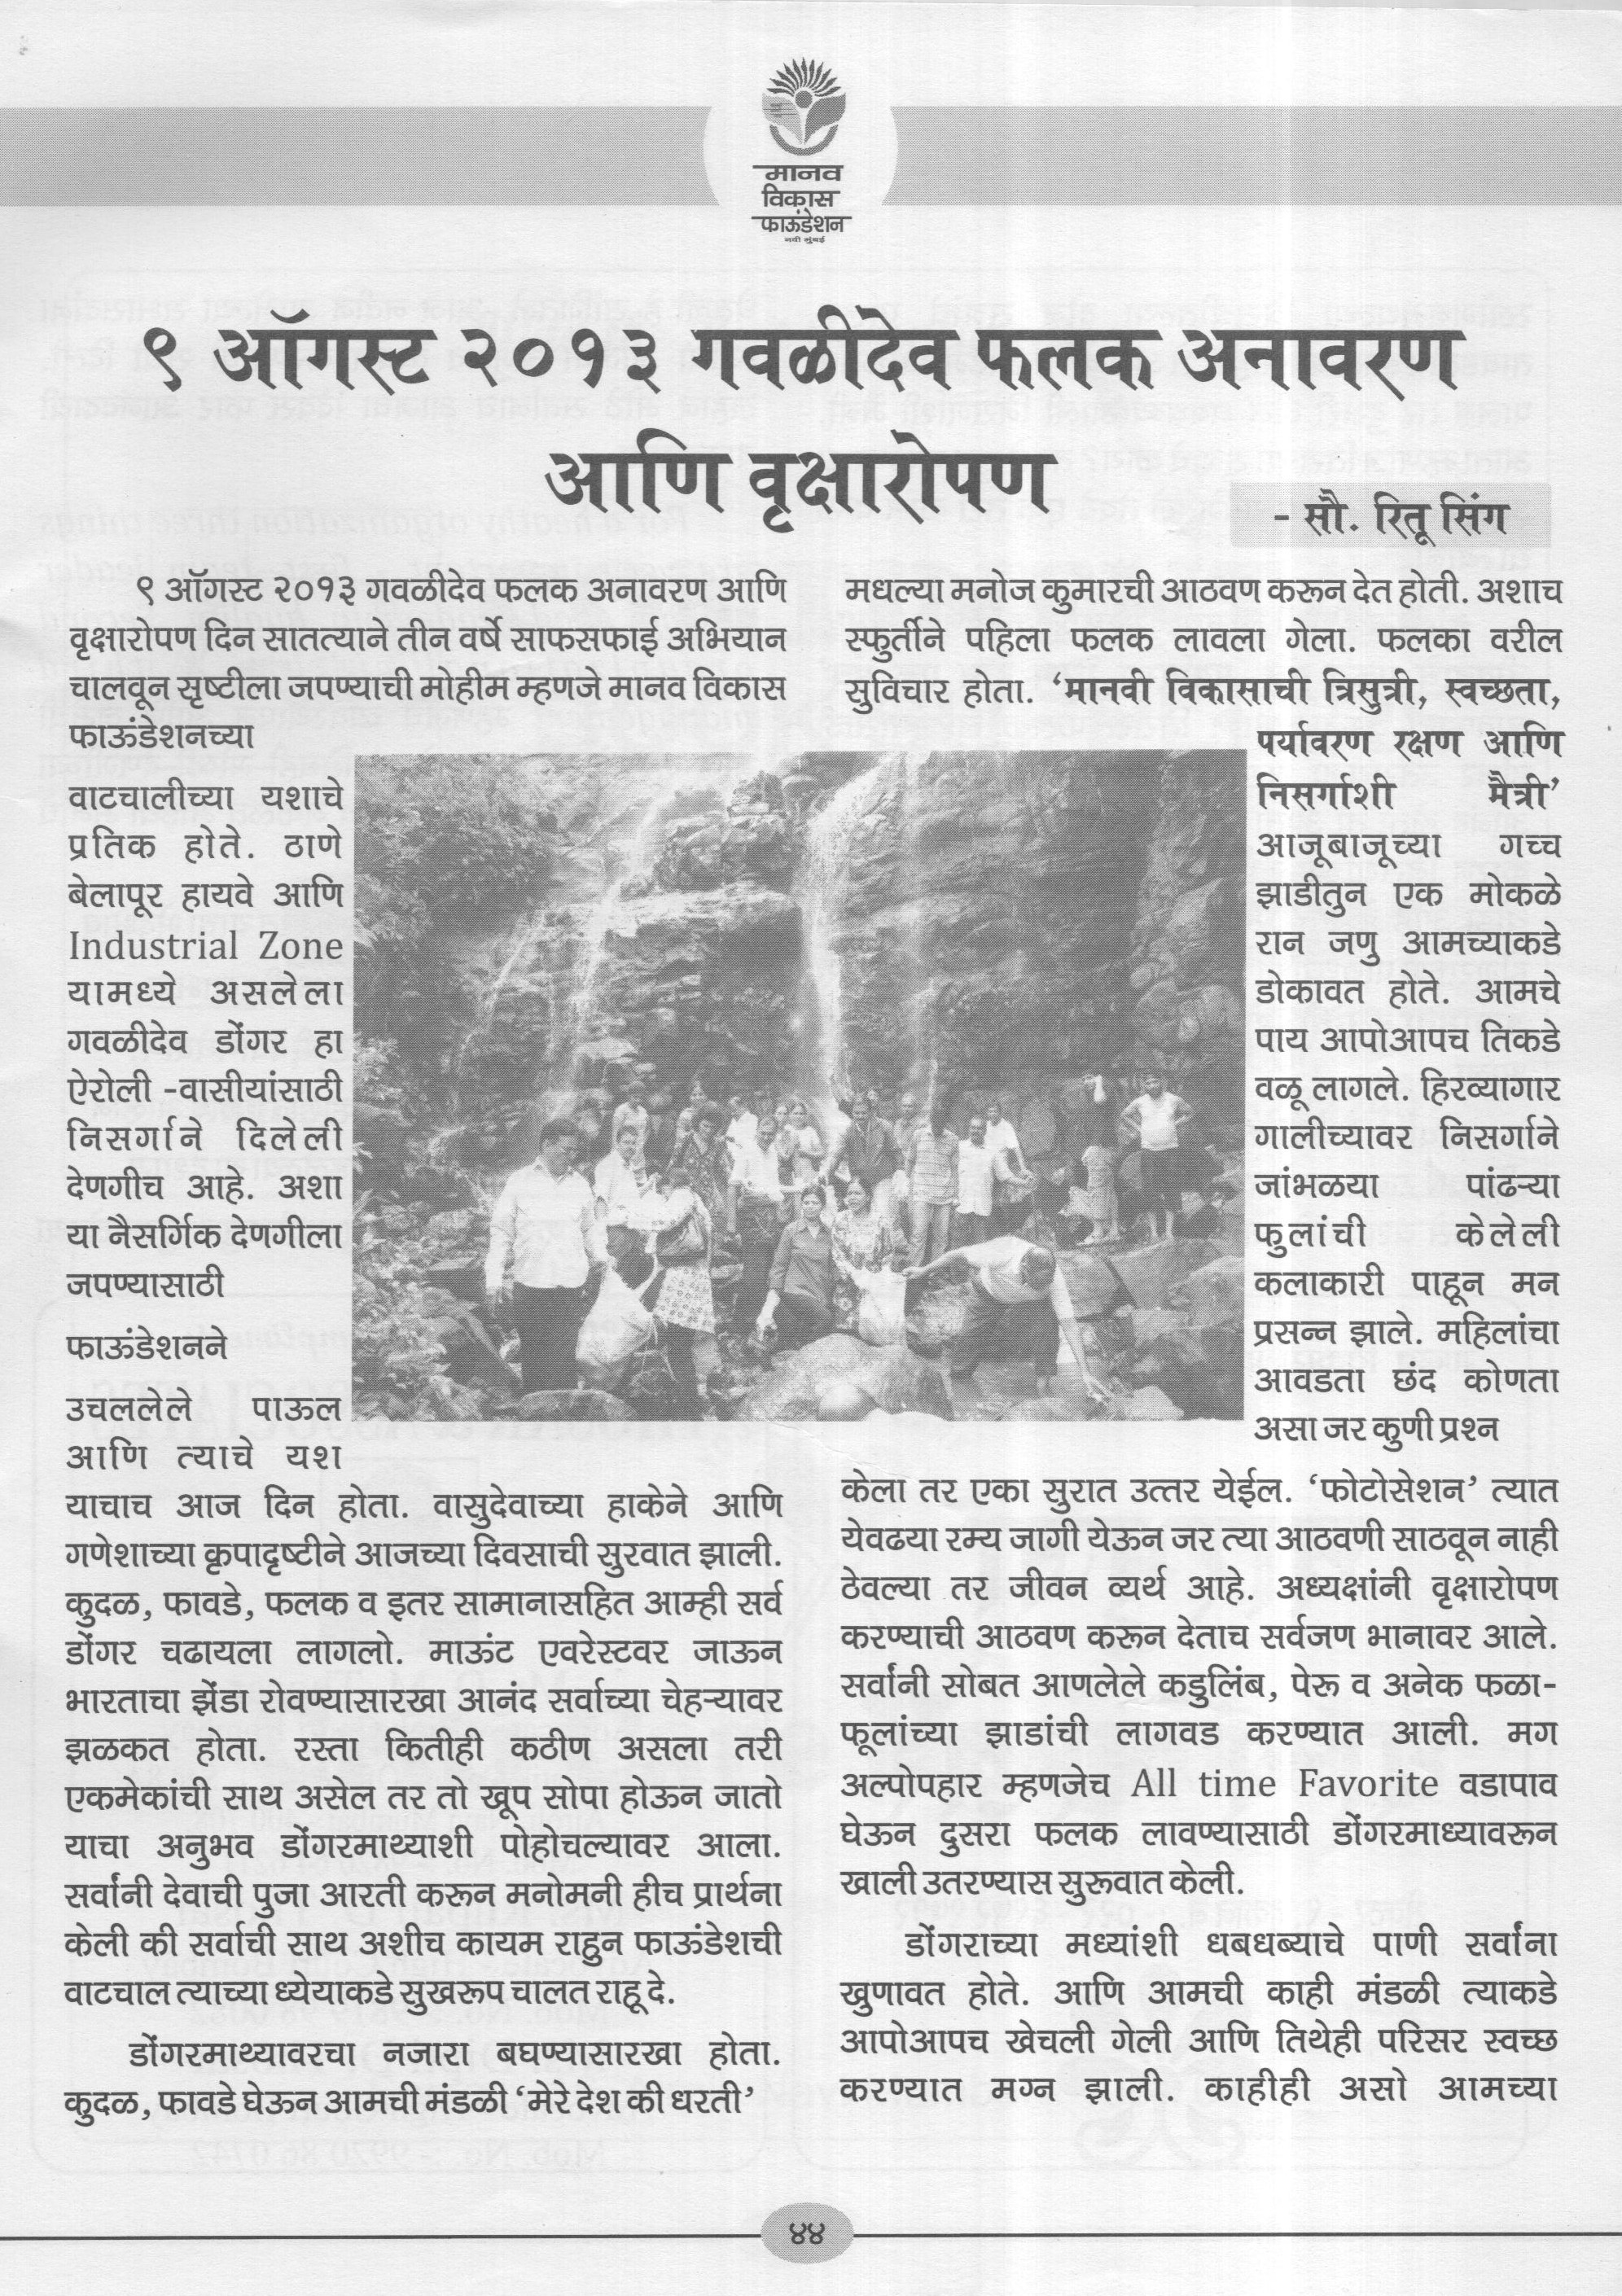 मानव
विकास
फाऊंडेशन
नवी मुंबई
९ ऑगस्ट २०१३ गवळीदेव फलक अनावरण
आणि वृक्षारोपण
- सौ. रितू सिंग
९ ऑगस्ट २०१३ गवळीदेव फलक अनावरण आणि
वृक्षारोपण दिन सातत्याने तीन वर्षे साफसफाई अभियान
चालवून सृष्टीला जपण्याची मोहीम म्हणजे मानव विकास
फाऊंडेशनच्या
वाटचालीच्या यशाचे
प्रतिक होते. ठाणे
बेलापूर हायवे आणि
Industrial Zone
यामध्ये असलेला
गवळीदेव डोंगर हा
ऐरोली -वासीयांसाठी
निसर्गाने दिलेली
देणगीच आहे. अशा
या नैसर्गिक देणगीला
जपण्यासाठी
फाऊंडेशनने
उचललेले पाऊल
आणि त्याचे यश
याचाच आज दिन होता. वासुदेवाच्या हाकेने आणि
गणेशाच्या कृपादृष्टीने आजच्या दिवसाची सुरवात झाली.
कुदळ, फावडे, फलक व इतर सामानासहित आम्ही सर्व
डोंगर चढायला लागलो. माऊंट एवरेस्टवर जाऊन
भारताचा झेंडा रोवण्यासारखा आनंद सर्वाच्या चेहऱ्यावर
झळकत होता. रस्ता कितीही कठीण असला तरी
एकमेकांची साथ असेल तर तो खूप सोपा होऊन जातो
याचा अनुभव डोंगरमाथ्याशी पोहोचल्यावर आला.
सर्वांनी देवाची पुजा आरती करून मनोमनी हीच प्रार्थना
केली की सर्वाची साथ अशीच कायम राहुन फाऊंडेशची
वाटचाल त्याच्या ध्येयाकडे सुखरूप चालत राहू दे.
डोंगरमाथ्यावरचा नजारा बघण्यासारखा होता.
कुदळ, फावडे घेऊन आमची मंडळी ‘मेरे देश की धरती’
मधल्या मनोज कुमारची आठवण करून देत होती. अशाच
स्फुर्तीने पहिला फलक लावला गेला. फलका वरील
सुविचार होता. ‘मानवी विकासाची त्रिसुत्री, स्वच्छता,
पर्यावरण रक्षण आणि
निसर्गाशी मैत्री’
आजूबाजूच्या गच्च
झाडीतुन एक मोकळे
रान जणु आमच्याकडे
डोकावत होते. आमचे
पाय आपोआपच तिकडे
वळू लागले. हिरव्यागार
गालीच्यावर निसर्गाने
जांभळया पांढऱ्या
फुलांची केलेली
कलाकारी पाहून मन
प्रसन्न झाले. महिलांचा
आवडता छंद कोणता
असा जर कुणी प्रश्न
केला तर एका सुरात उत्तर येईल. ‘फोटोसेशन’ त्यात
येवढया रम्य जागी येऊन जर त्या आठवणी साठवून नाही
ठेवल्या तर जीवन व्यर्थ आहे. अध्यक्षांनी वृक्षारोपण
करण्याची आठवण करून देताच सर्वजण भानावर आले.
सर्वांनी सोबत आणलेले कडुलिंब, पेरू व अनेक फळा-
फूलांच्या झाडांची लागवड करण्यात आली. मग
अल्पोपहार म्हणजेच All time Favorite वडापाव
घेऊन दुसरा फलक लावण्यासाठी डोंगरमाध्यावरून
खाली उतरण्यास सुरूवात केली.
डोंगराच्या मध्यांशी धबधब्याचे पाणी सर्वांना
खुणावत होते. आणि आमची काही मंडळी त्याकडे
आपोआपच खेचली गेली आणि तिथेही परिसर स्वच्छ
करण्यात मग्न झाली. काहीही असो आमच्या
४४